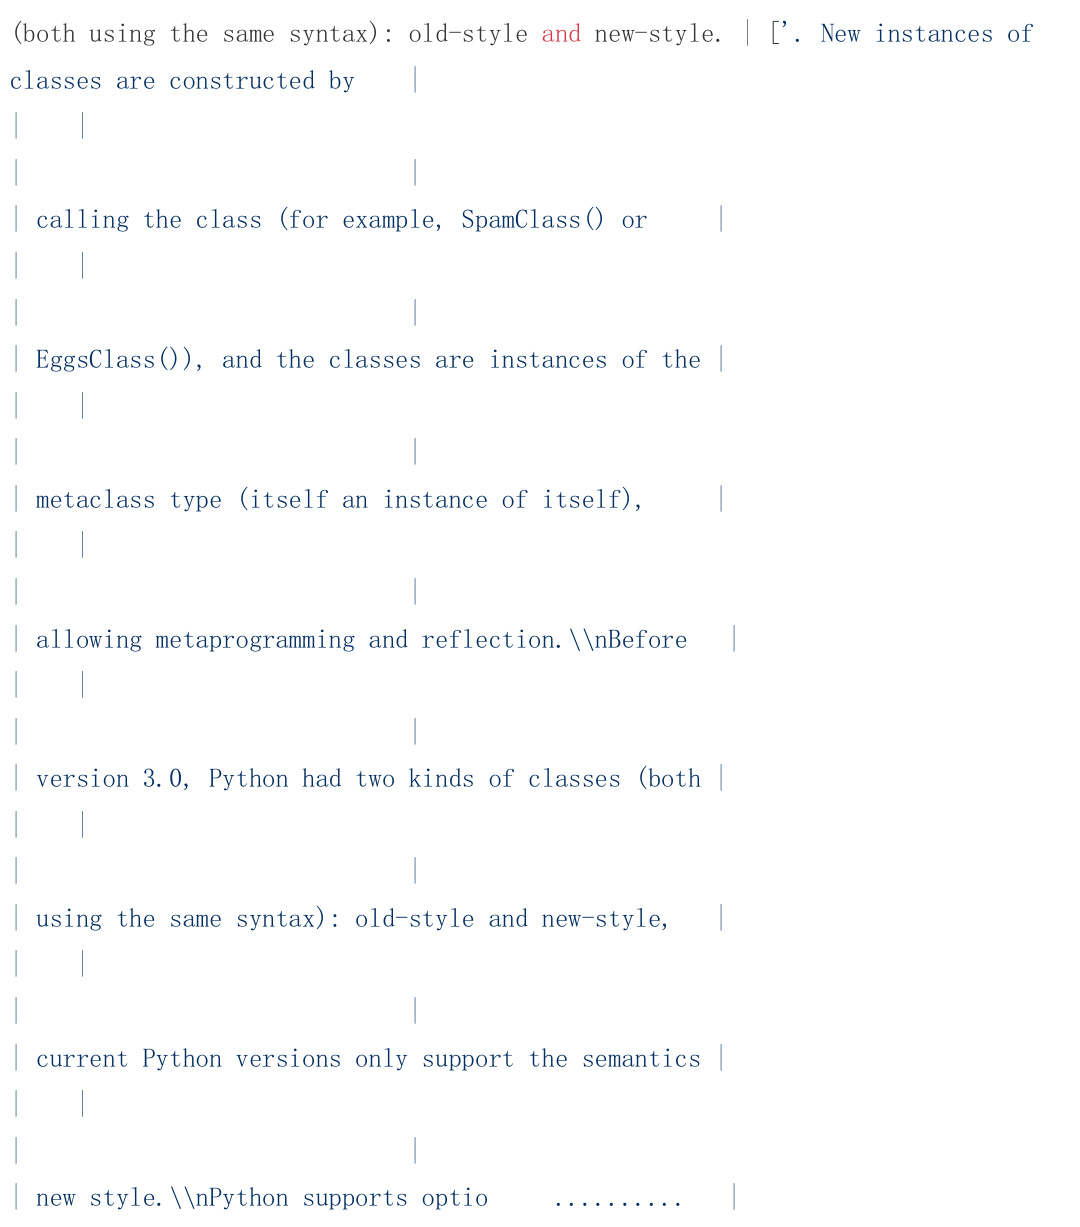 (both using the same syntax): old-style and new-style. | ['. New instances of
classes are constructed by    |
|    |
|                              |
| calling the class (for example, SpamClass() or     |
|    |
|                              |
| EggsClass()), and the classes are instances of the |
|    |
|                              |
| metaclass type (itself an instance of itself),     |
|    |
|                              |
| allowing metaprogramming and reflection.\\nBefore   |
|    |
|                              |
| version 3.0, Python had two kinds of classes (both |
|    |
|                              |
| using the same syntax): old-style and new-style,   |
|    |
|                              |
| current Python versions only support the semantics |
|    |
|                              |
| new style.\\nPython supports optio     ..........    |